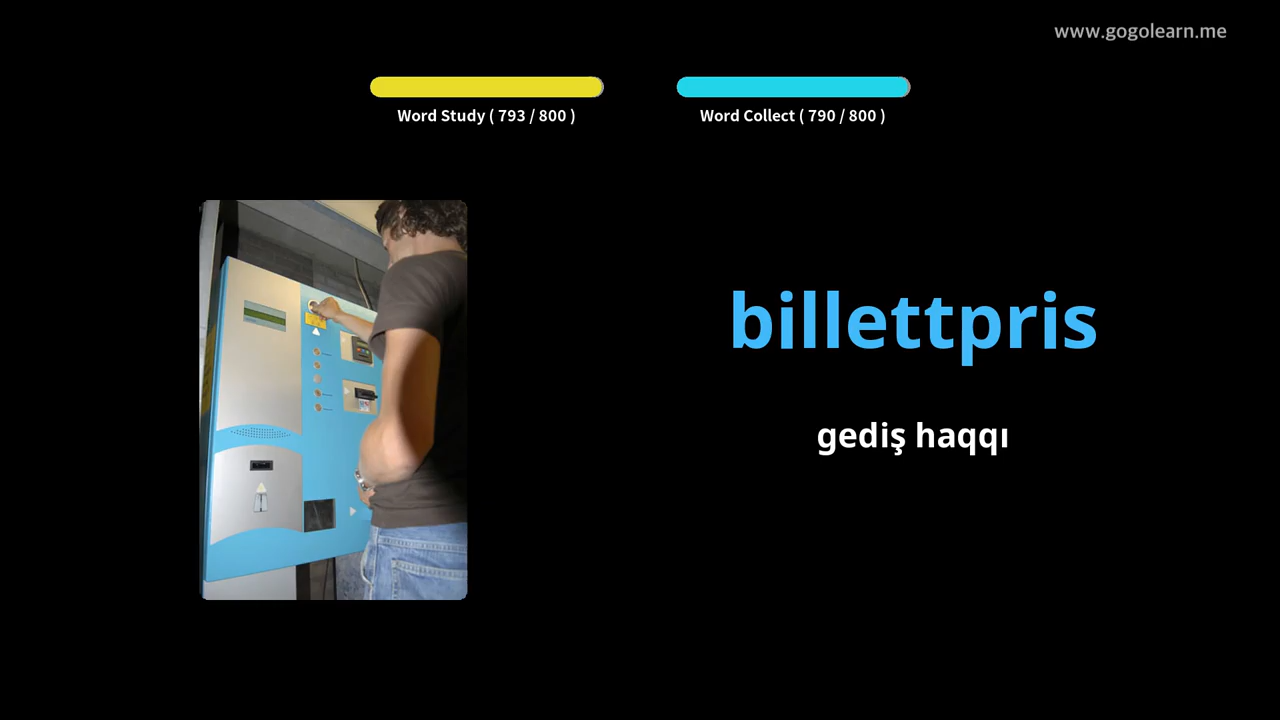 www.gogolearn.me
Word Study ( 793 / 800 )
Word Collect ( 790 / 800 )
billettpris
gediş haqqı